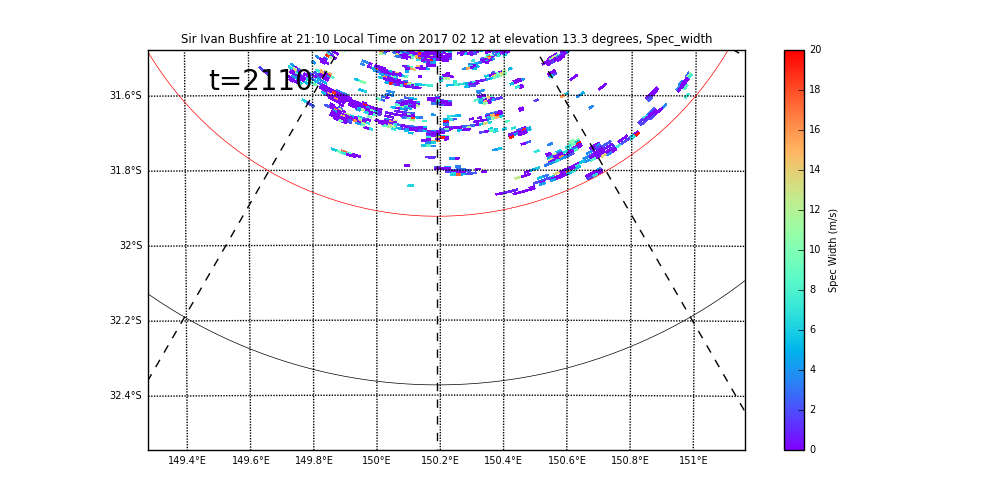 Sir Ivan Bushfire at 21:10 Local Time on 2017 02 12 at elevation 13.3 degrees, Spec_width
t=2110
31.6°S
31.8°S
32°S
32.2°S
32.4°S
149.4°E 149.6°E 149.8°E 150°E 150.2°E 150.4°E 150.6°E 150.8°E 151°E
20
18
16
14
12
10
8
6
4
2
0
Spec Width (m/s)